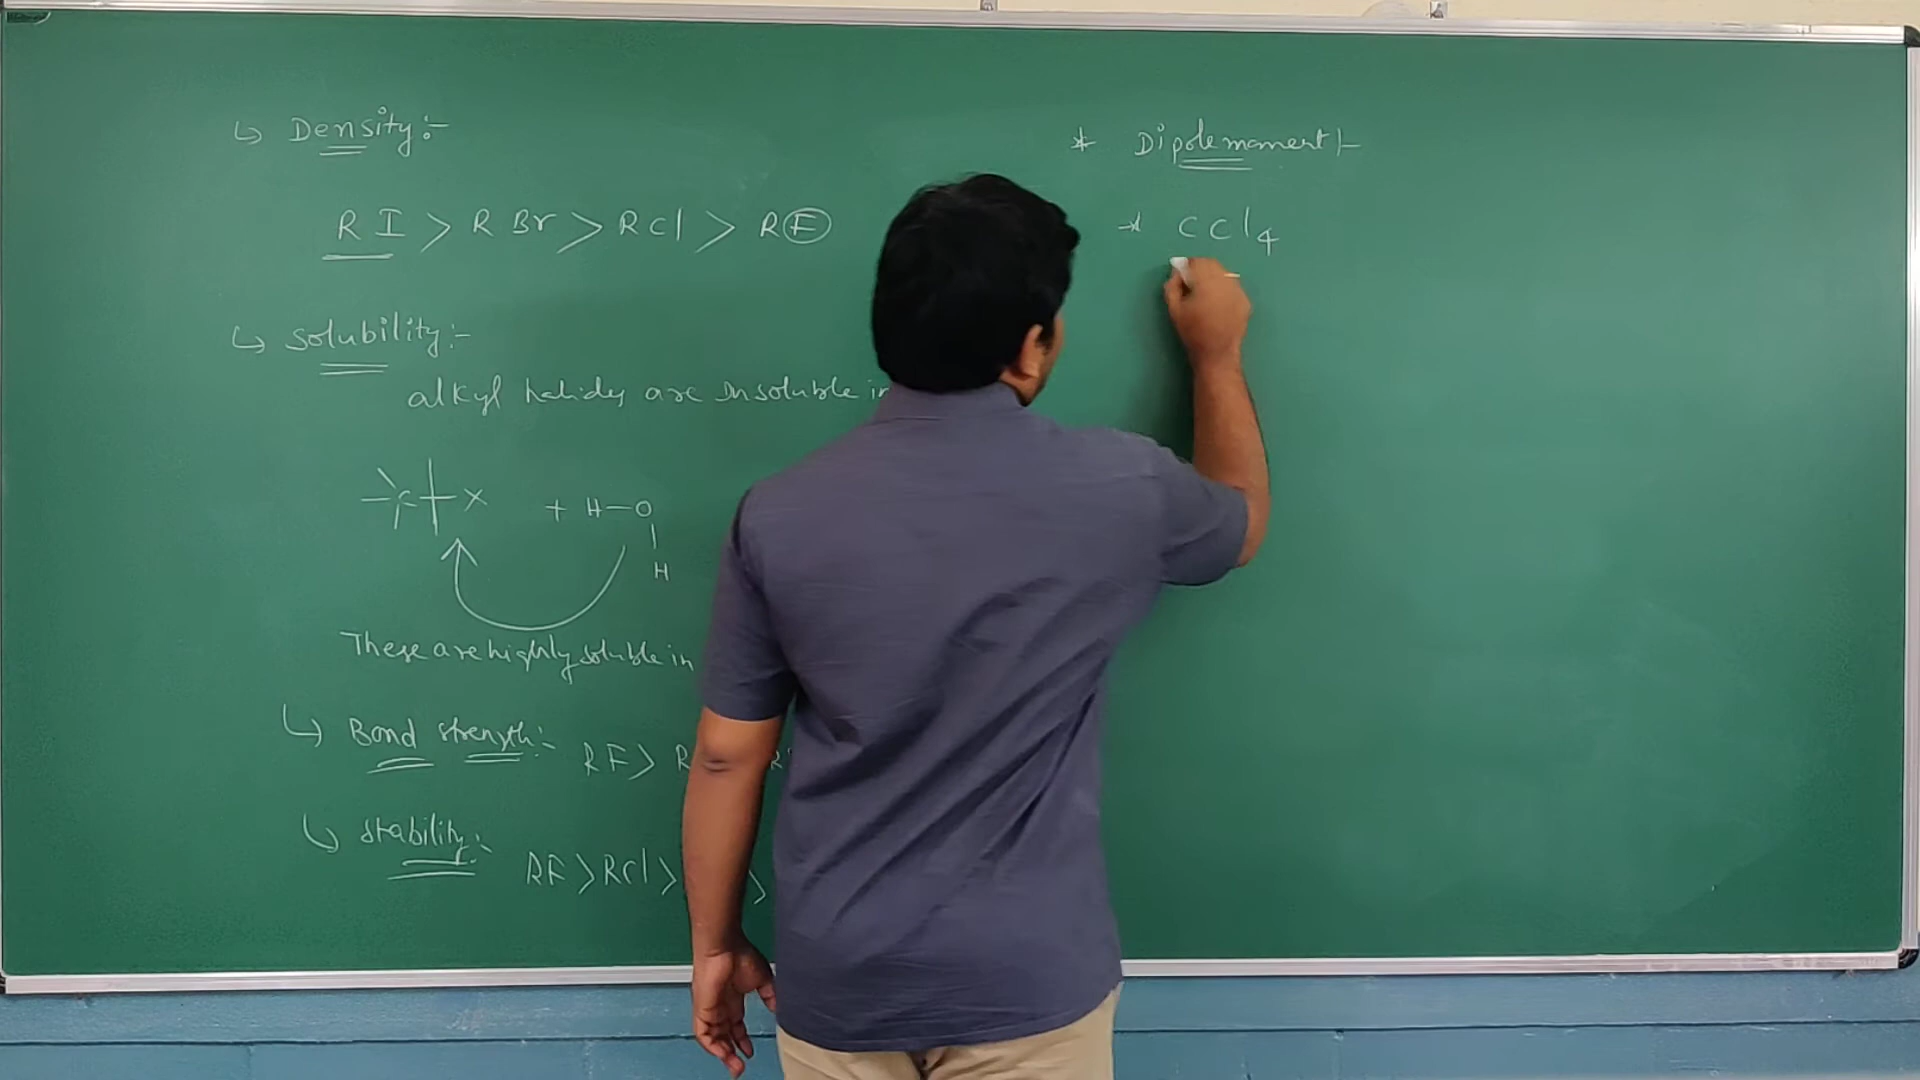 ↳ Density:-
RI > RBr > RCl > RF
↳ Solubility:-
alkyl halides are Insoluble in
C X + H-O
H
These are highly soluble in
↳ Bond strength:- RF > R
↳ stability:-
RF > RCl > >
* Dipolemoment:-
→ CCl4